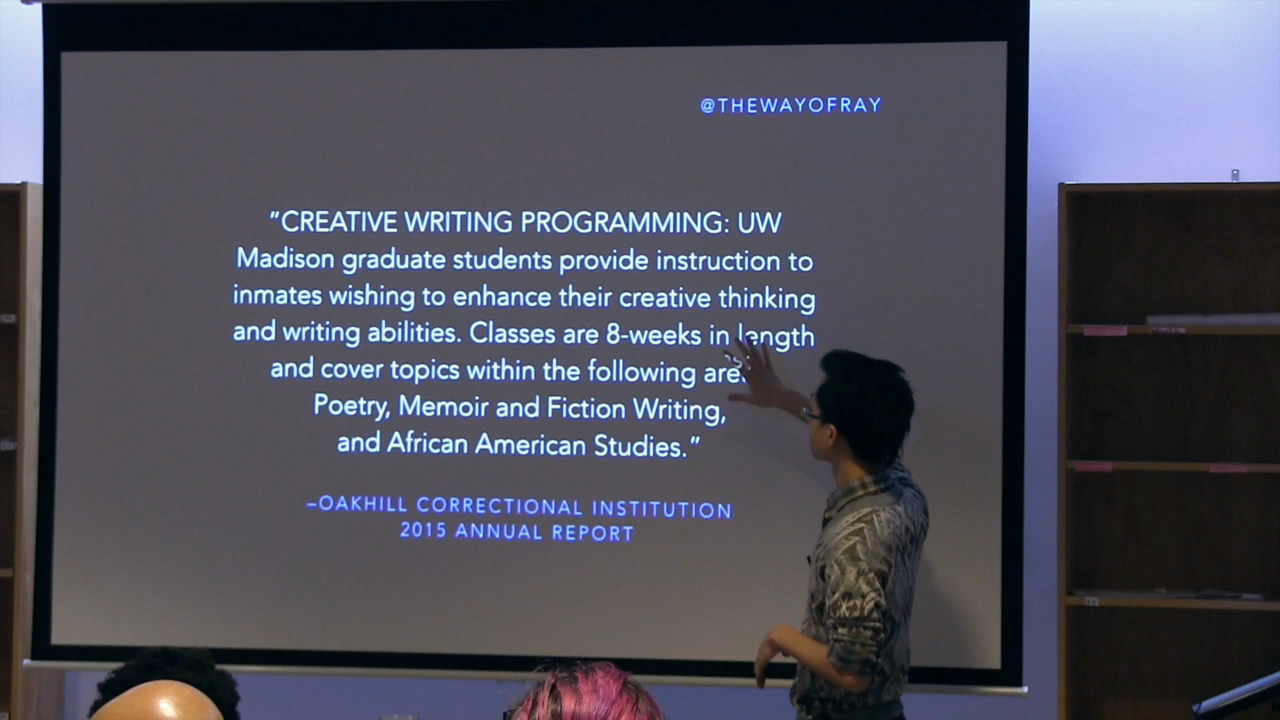 @THEWAYOFRAY
"CREATIVE WRITING PROGRAMMING: UW
Madison graduate students provide instruction to
inmates wishing to enhance their creative thinking
and writing abilities. Classes are 8-weeks in length
and cover topics within the following
Poetry, Memoir and Fiction Writing,
and African American Studies."
–OAKHILL CORRECTIONAL INSTITUTION
2015 ANNUAL REPORT